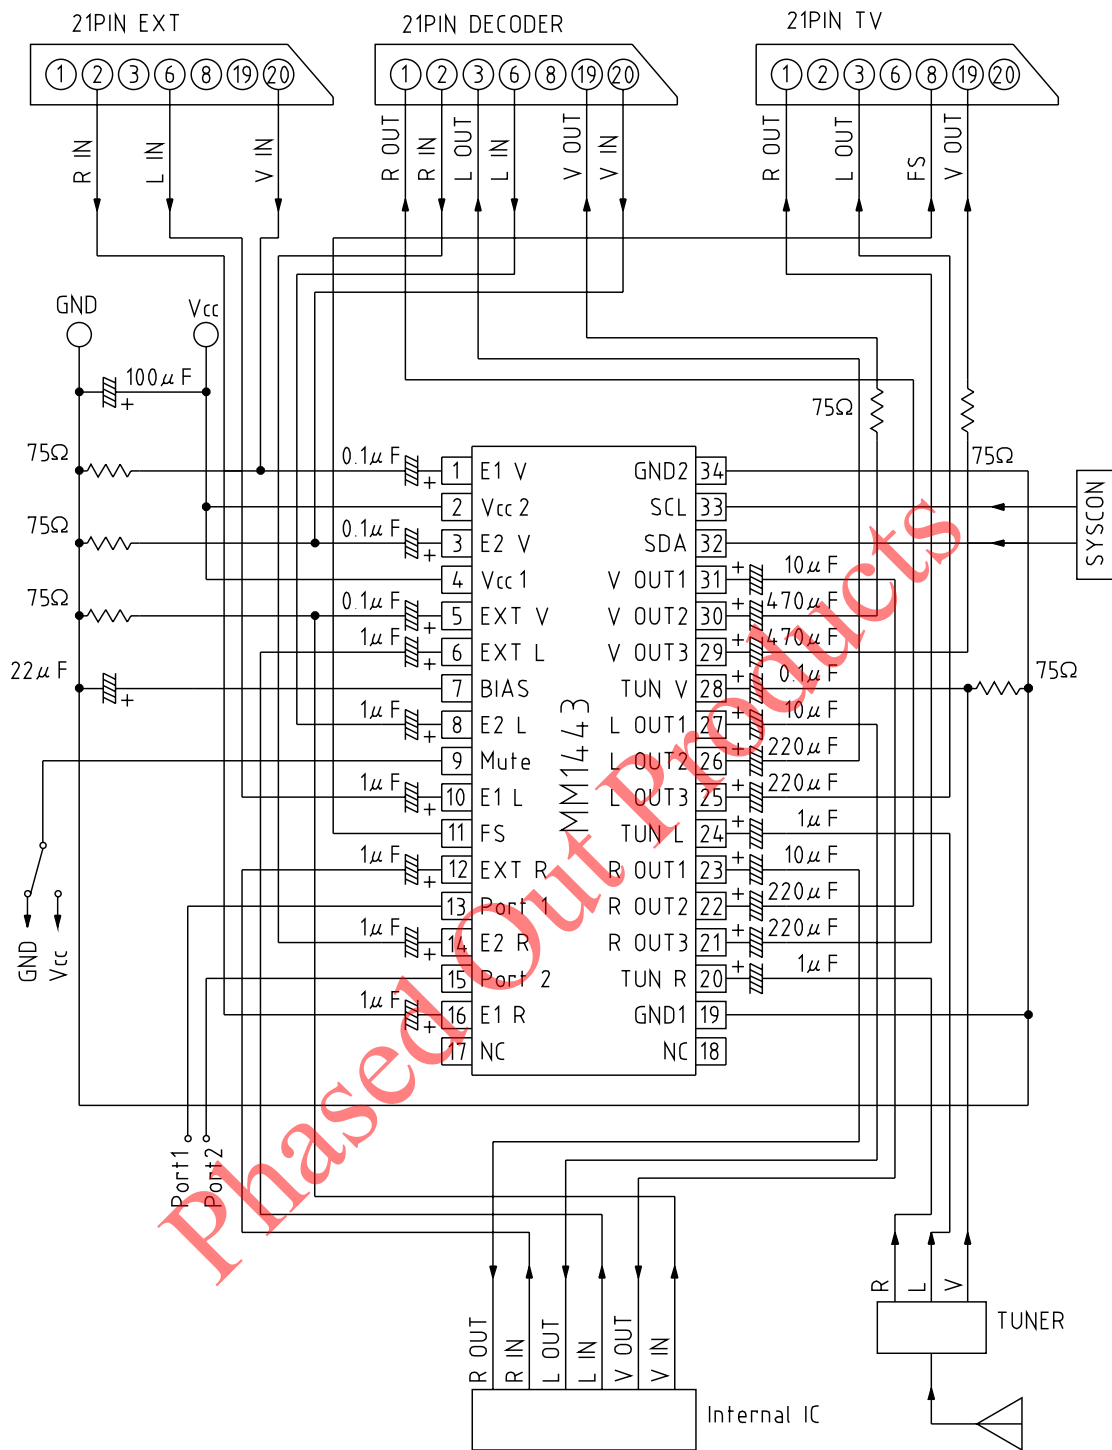 21PIN EXT
21PIN DECODER
21PIN TV
1 2 3 6 8 19 20
1 2 3 6 8 19 20
1 2 3 6 8 19 20
R IN
L IN
V IN
R OUT
R IN
L OUT
L IN
V OUT
V IN
R OUT
L OUT
FS
V OUT
GND
Vcc
100μF
+
75Ω
75Ω
75Ω
75Ω
75Ω
22μF
+
0.1μF
+
0.1μF
+
0.1μF
+
1μF
+
1μF
+
1μF
+
1μF
+
1μF
+
1μF
+
1 E1 V
2 Vcc2
3 E2 V
4 Vcc1
5 EXT V
6 EXT L
7 BIAS
8 E2 L
9 Mute
10 E1 L
11 FS
12 EXT R
13 Port 1
14 E2 R
15 Port 2
16 E1 R
17 NC
MM1443
GND2 34
SCL 33
SDA 32
V OUT1 31
V OUT2 30
V OUT3 29
TUN V 28
L OUT1 27
L OUT2 26
L OUT3 25
TUN L 24
R OUT1 23
R OUT2 22
R OUT3 21
TUN R 20
GND1 19
NC 18
+ 10μF
+ 470μF
+ 470μF
+ 0.1μF
+ 10μF
+ 220μF
+ 220μF
+ 1μF
+ 10μF
+ 220μF
+ 220μF
+ 1μF
75Ω
SYSCON
GND
Vcc
Port1
Port2
R OUT
R IN
L OUT
L IN
V OUT
V IN
Internal IC
R
L
V
TUNER
Phased Out Products